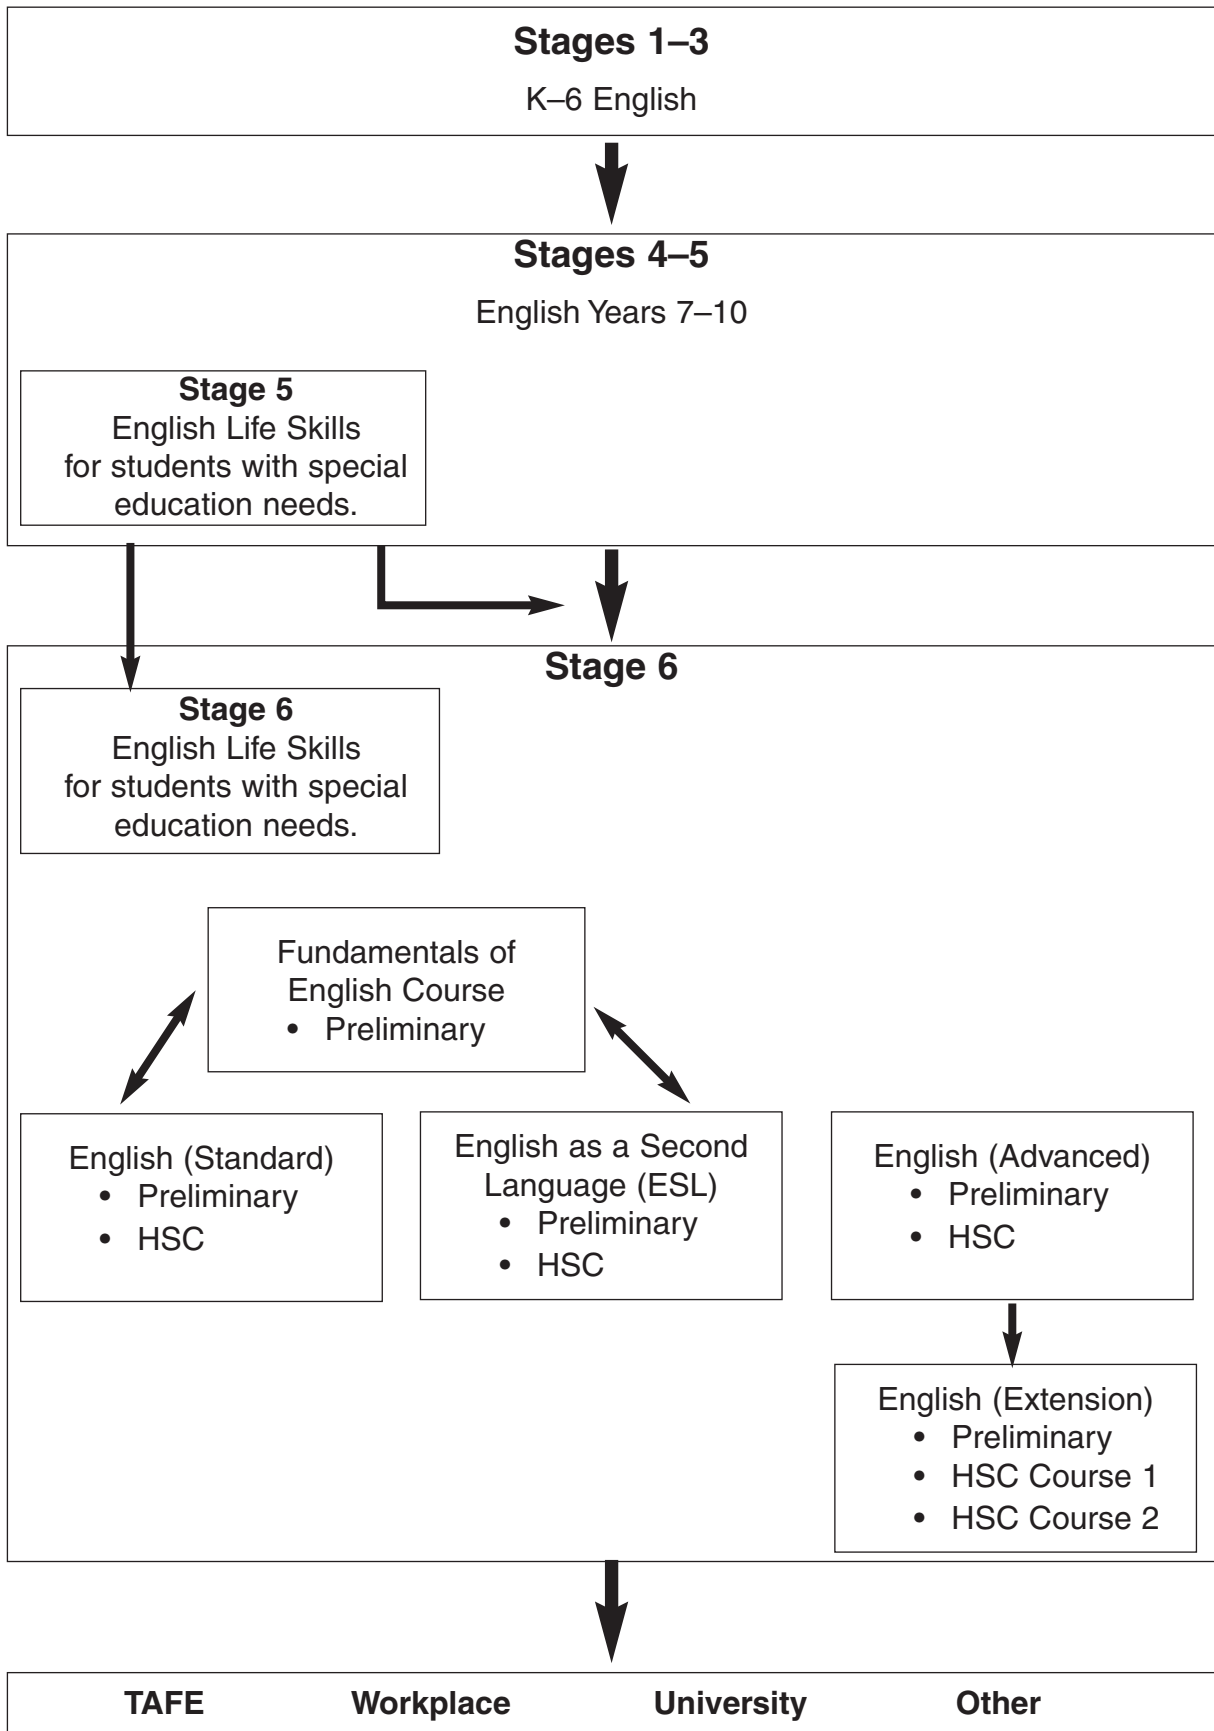 Stages 1–3
K–6 English
Stages 4–5
English Years 7–10
Stage 5
English Life Skills
for students with special
education needs.
Stage 6
Stage 6
English Life Skills
for students with special
education needs.
Fundamentals of
English Course
• Preliminary
English (Standard)
• Preliminary
• HSC
English as a Second
Language (ESL)
• Preliminary
• HSC
English (Advanced)
• Preliminary
• HSC
English (Extension)
• Preliminary
• HSC Course 1
• HSC Course 2
TAFE Workplace University Other